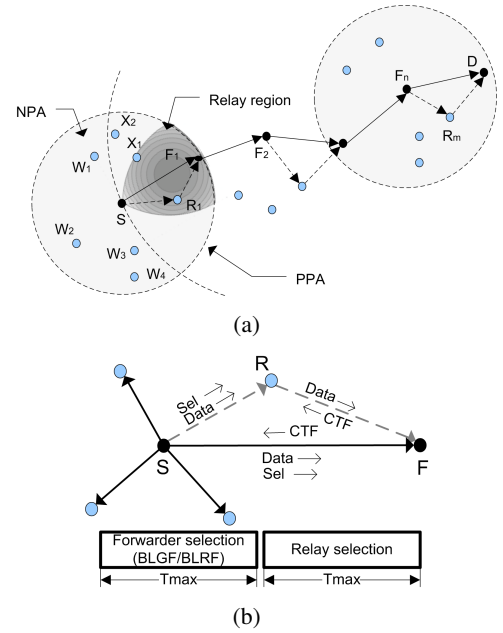 Relay region
NPA
X₂
X₁
W₁
F₁
S
R₁
W₂
W₃
W₄
PPA
F₂
Fₙ
D
Rₘ
(a)
R
Sel
Data
Data
CTF
CTF
S
F
Data
Sel
Forwarder selection
(BLGF/BLRF)
Relay selection
Tmax
Tmax
(b)